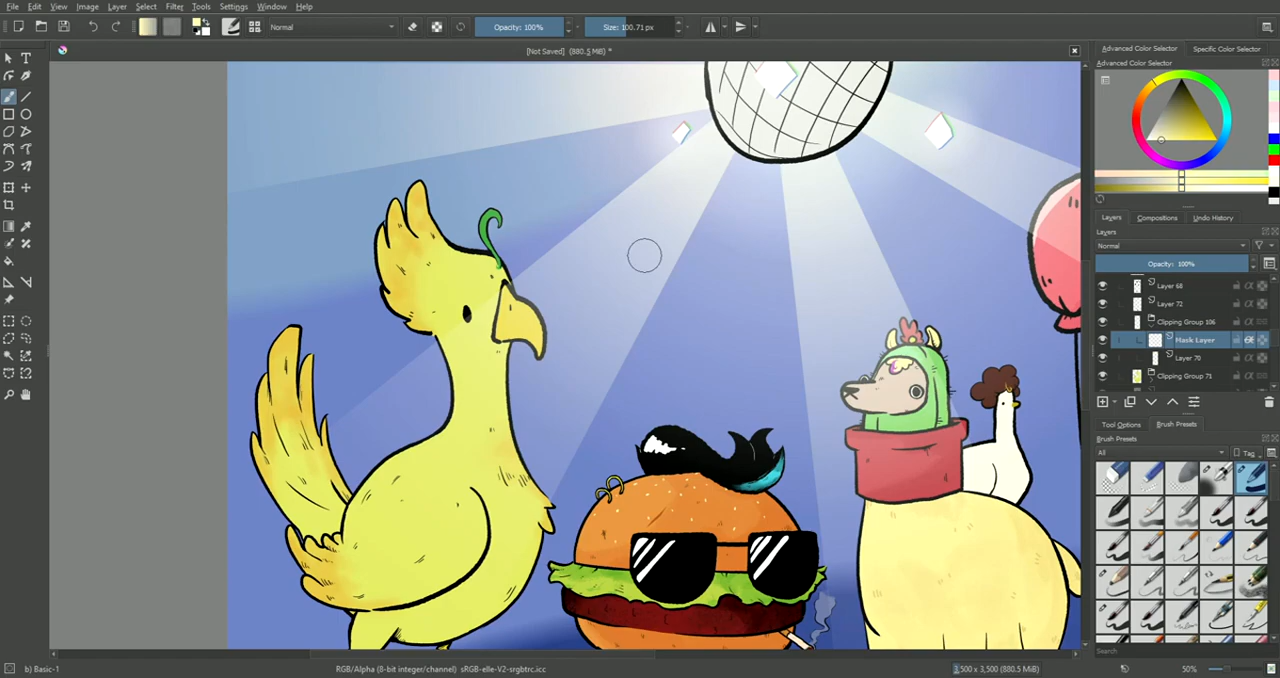 File Edit View Image Layer Select Filter Tools Settings Window Help
Normal Opacity: 100% Size: 100.71 px
[Not Saved] (880.5 MiB) *
Advanced Color Selector Specific Color Selector
Advanced Color Selector
Layers Compositions Undo History
Layers
Normal
Opacity: 100%
Layer 68
Layer 72
Clipping Group 106
Mask Layer
Layer 70
Clipping Group 71
Tool Options Brush Presets
Brush Presets
All Tag
Search
b) Basic-1 RGB/Alpha (8-bit integer/channel) sRGB-elle-V2-srgbtrc.icc 3,500 x 3,500 (880.5 MiB) 50%